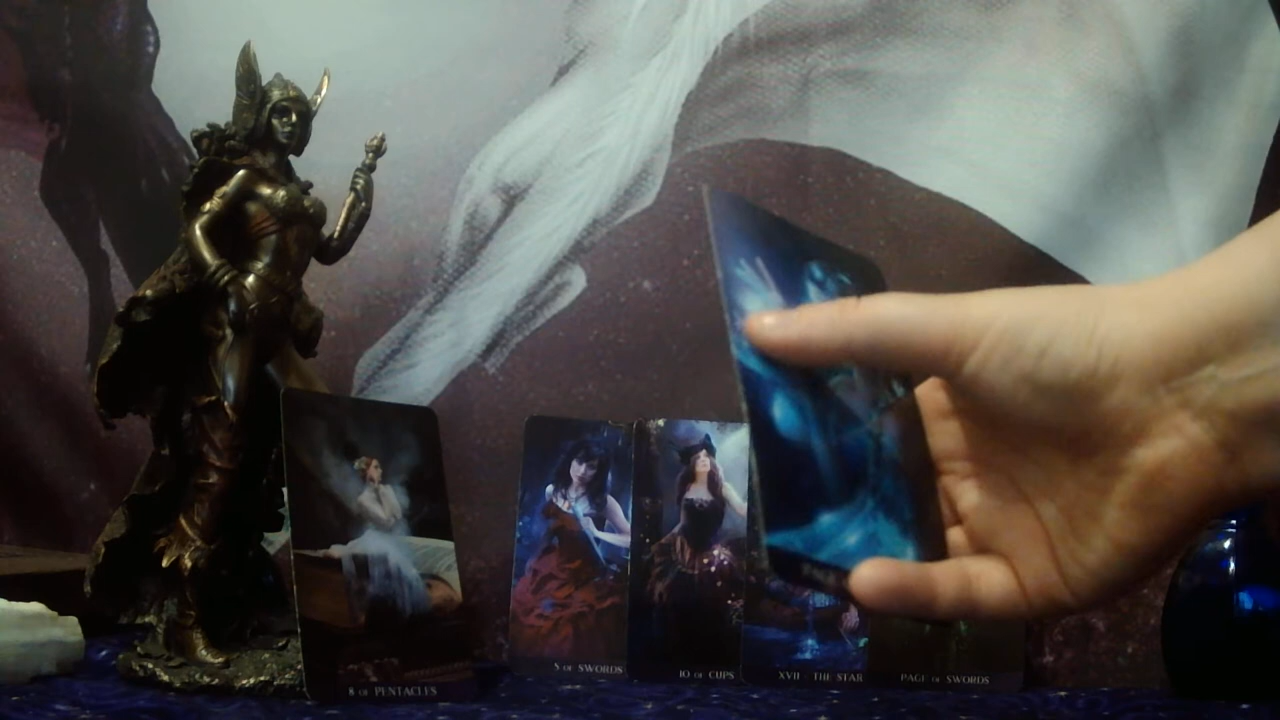 8 OF PENTACLES
5 OF SWORDS
10 OF CUPS
XVII THE STAR
PAGE OF SWORDS